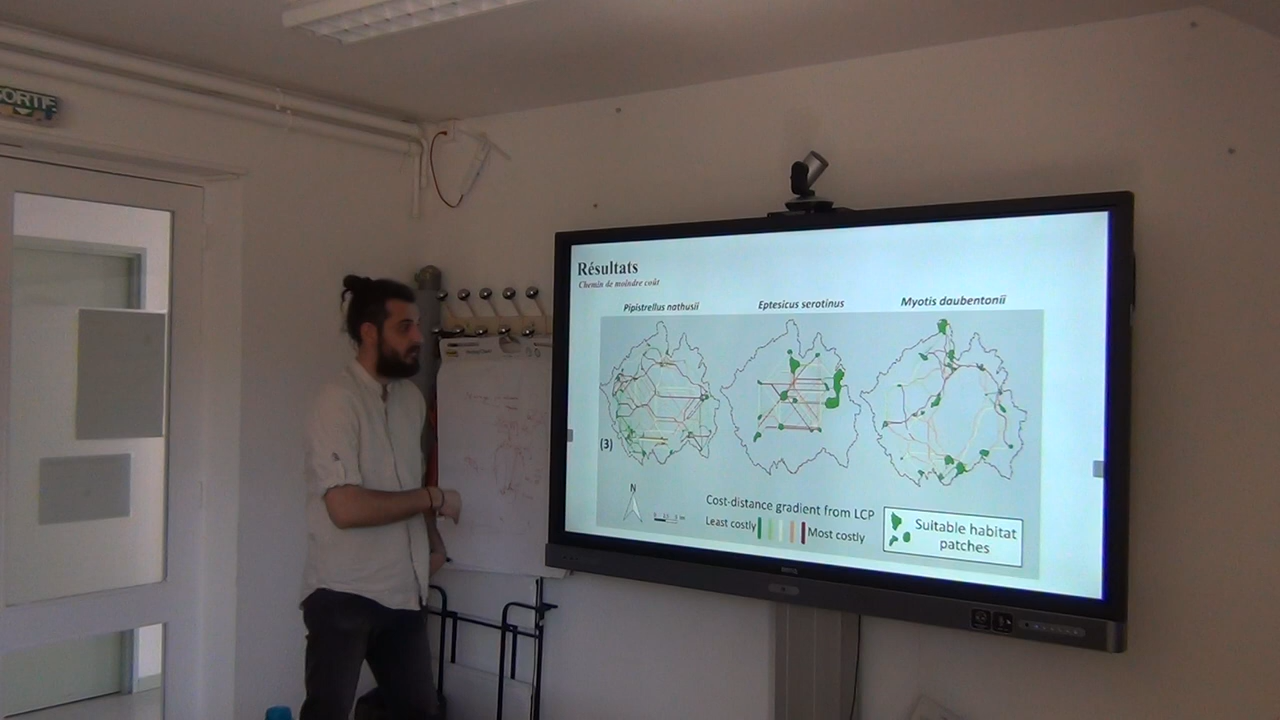 SORTIE
Résultats
Chemin de moindre coût
Pipistrellus nathusii
Eptesicus serotinus
Myotis daubentonii
(3)
N
Cost-distance gradient from LCP
Least costly
Most costly
Suitable habitat
patches
BENQ